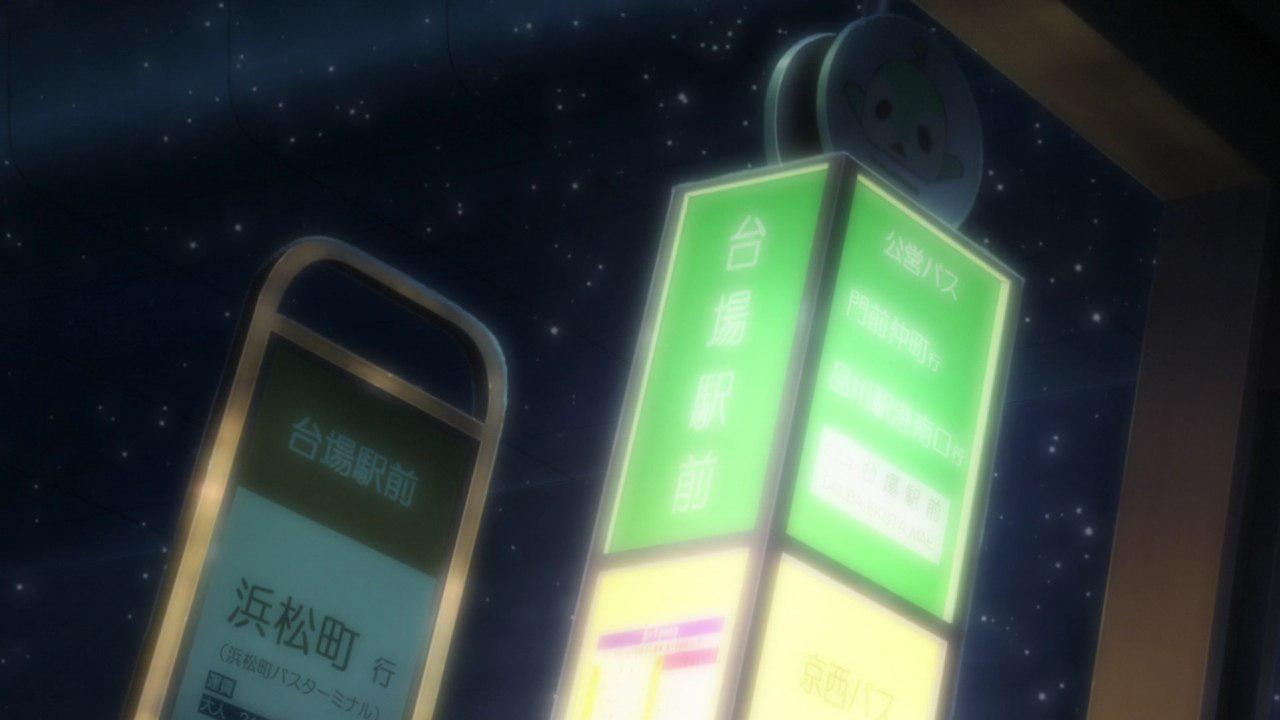 台場駅前
浜松町 行
(浜松町バスターミナル)
運賃
大人
台場駅前
公営バス
門前仲町行
品川駅港南口行
台場駅前
京西バス